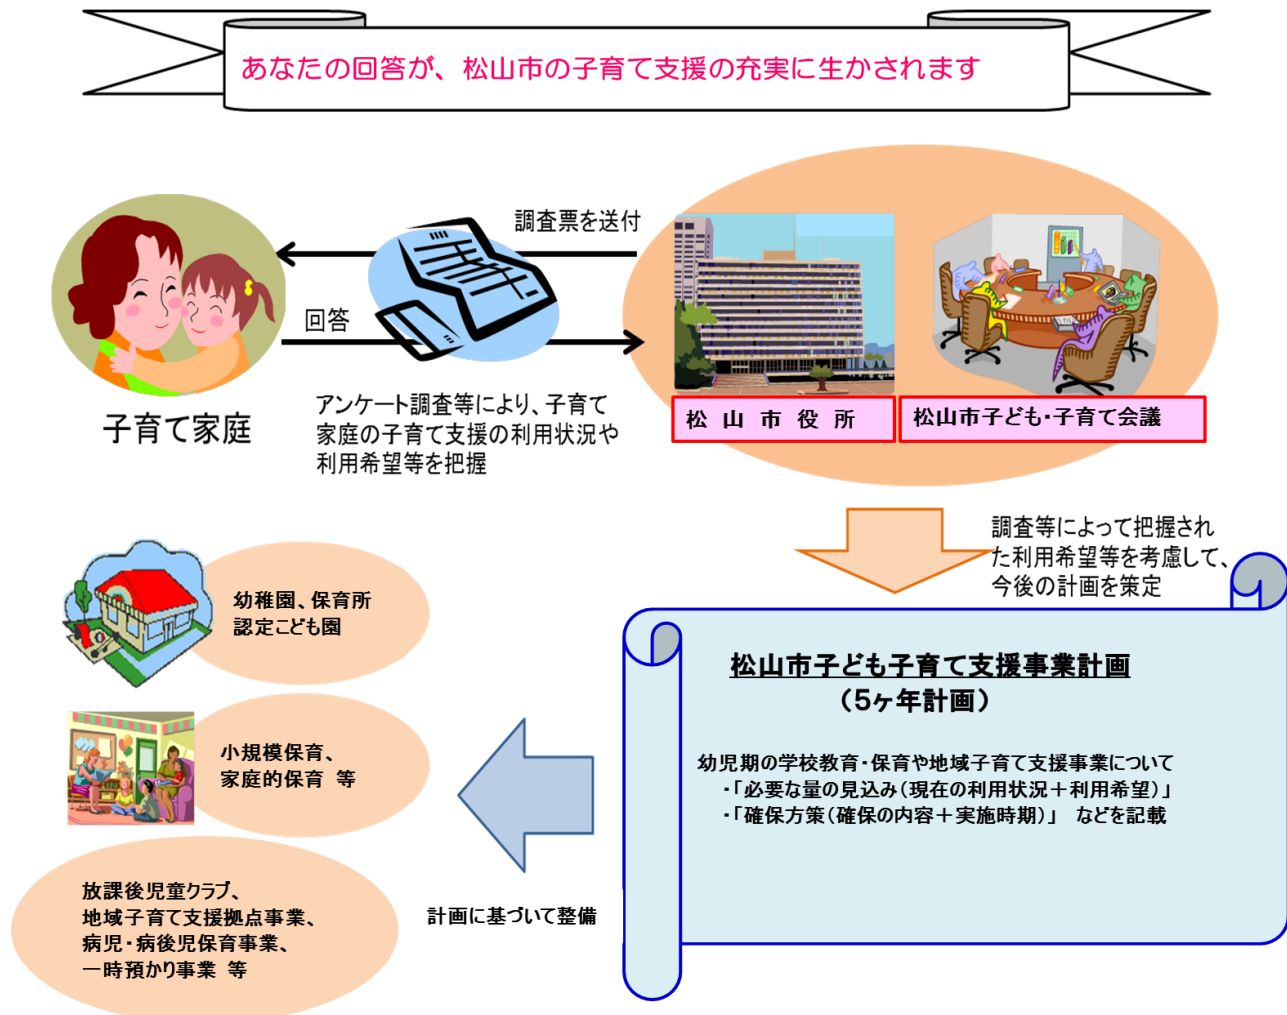 あなたの回答が、松山市の子育て支援の充実に生かされます
調査票を送付
回答
子育て家庭
アンケート調査等により、子育て
家庭の子育て支援の利用状況や
利用希望等を把握
松 山 市 役 所
松山市子ども・子育て会議
調査等によって把握され
た利用希望等を考慮して、
今後の計画を策定
松山市子ども子育て支援事業計画
（5ヶ年計画）
幼児期の学校教育・保育や地域子育て支援事業について
・「必要な量の見込み（現在の利用状況＋利用希望）」
・「確保方策（確保の内容＋実施時期）」 などを記載
計画に基づいて整備
幼稚園、保育所
認定こども園
小規模保育、
家庭的保育 等
放課後児童クラブ、
地域子育て支援拠点事業、
病児・病後児保育事業、
一時預かり事業 等